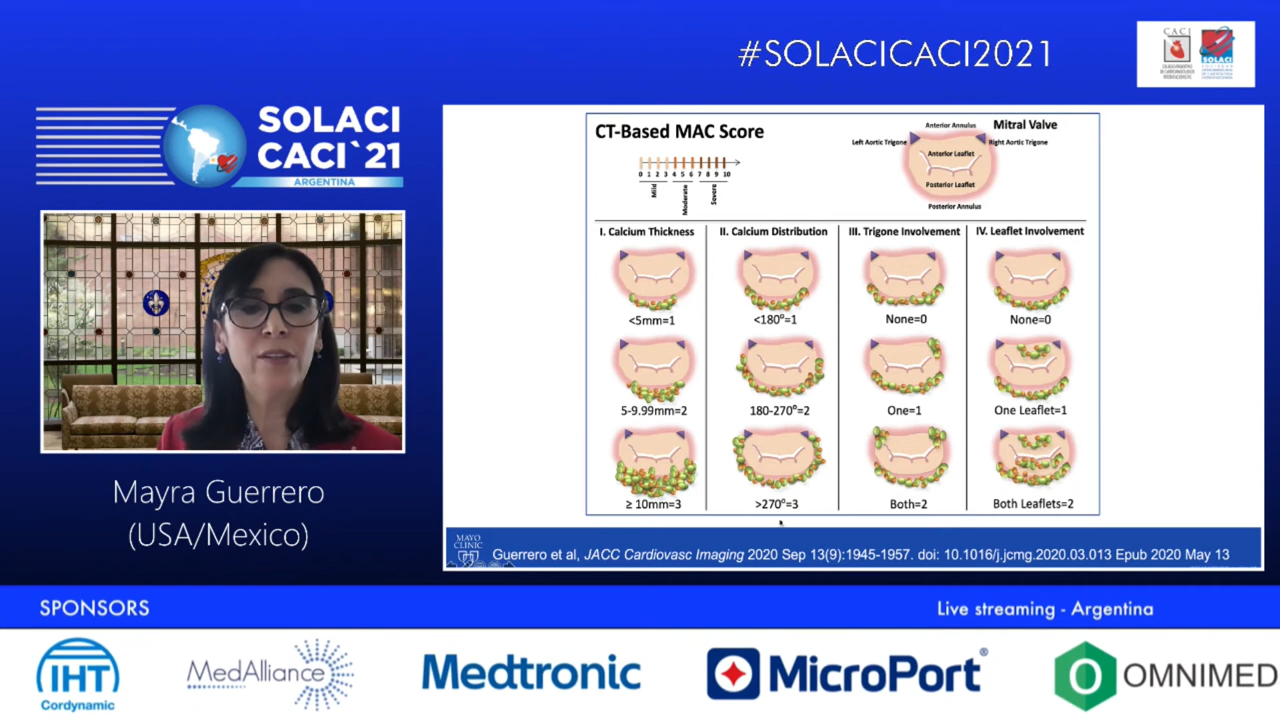 #SOLACICACI2021
CACI
SOLACI
SOLACI
CACI`21
ARGENTINA
Mayra Guerrero
(USA/Mexico)
CT-Based MAC Score
0 1 2 3 4 5 6 7 8 9 10
Mild
Moderate
Severe
Mitral Valve
Anterior Annulus
Left Aortic Trigone
Right Aortic Trigone
Anterior Leaflet
Posterior Leaflet
Posterior Annulus
I. Calcium Thickness
<5mm=1
5-9.99mm=2
≥ 10mm=3
II. Calcium Distribution
<180º=1
180-270º=2
>270º=3
III. Trigone Involvement
None=0
One=1
Both=2
IV. Leaflet Involvement
None=0
One Leaflet=1
Both Leaflets=2
MAYO
CLINIC
Guerrero et al, JACC Cardiovasc Imaging 2020 Sep 13(9):1945-1957. doi: 10.1016/j.jcmg.2020.03.013 Epub 2020 May 13
SPONSORS
Live streaming - Argentina
IHT
Cordynamic
MedAlliance
Medtronic
MicroPort®
OMNIMED